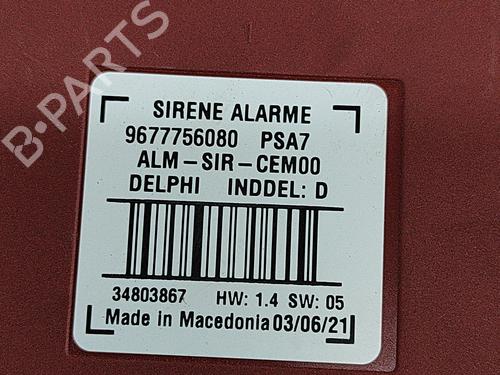 B-PARTS
SIRENE ALARME
9677756080 PSA7
ALM-SIR-CEM00
DELPHI INDDEL: D
34803867 HW: 1.4 SW: 05
Made in Macedonia 03/06/21